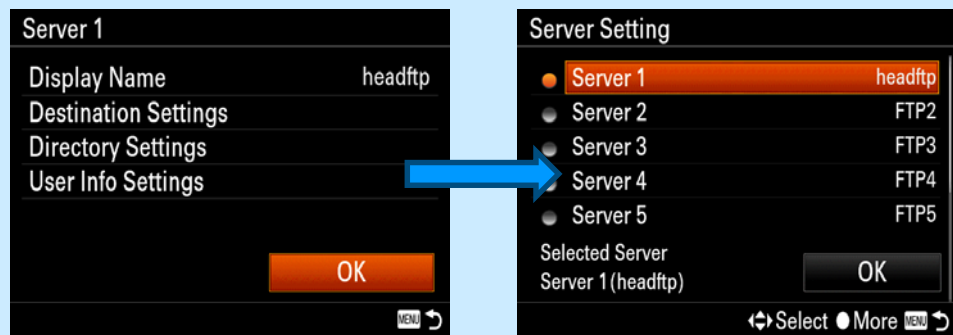 Server 1
Display Name headftp
Destination Settings
Directory Settings
User Info Settings
OK
MENU
Server Setting
Server 1 headftp
Server 2 FTP2
Server 3 FTP3
Server 4 FTP4
Server 5 FTP5
Selected Server
Server 1(headftp)
OK
Select More MENU